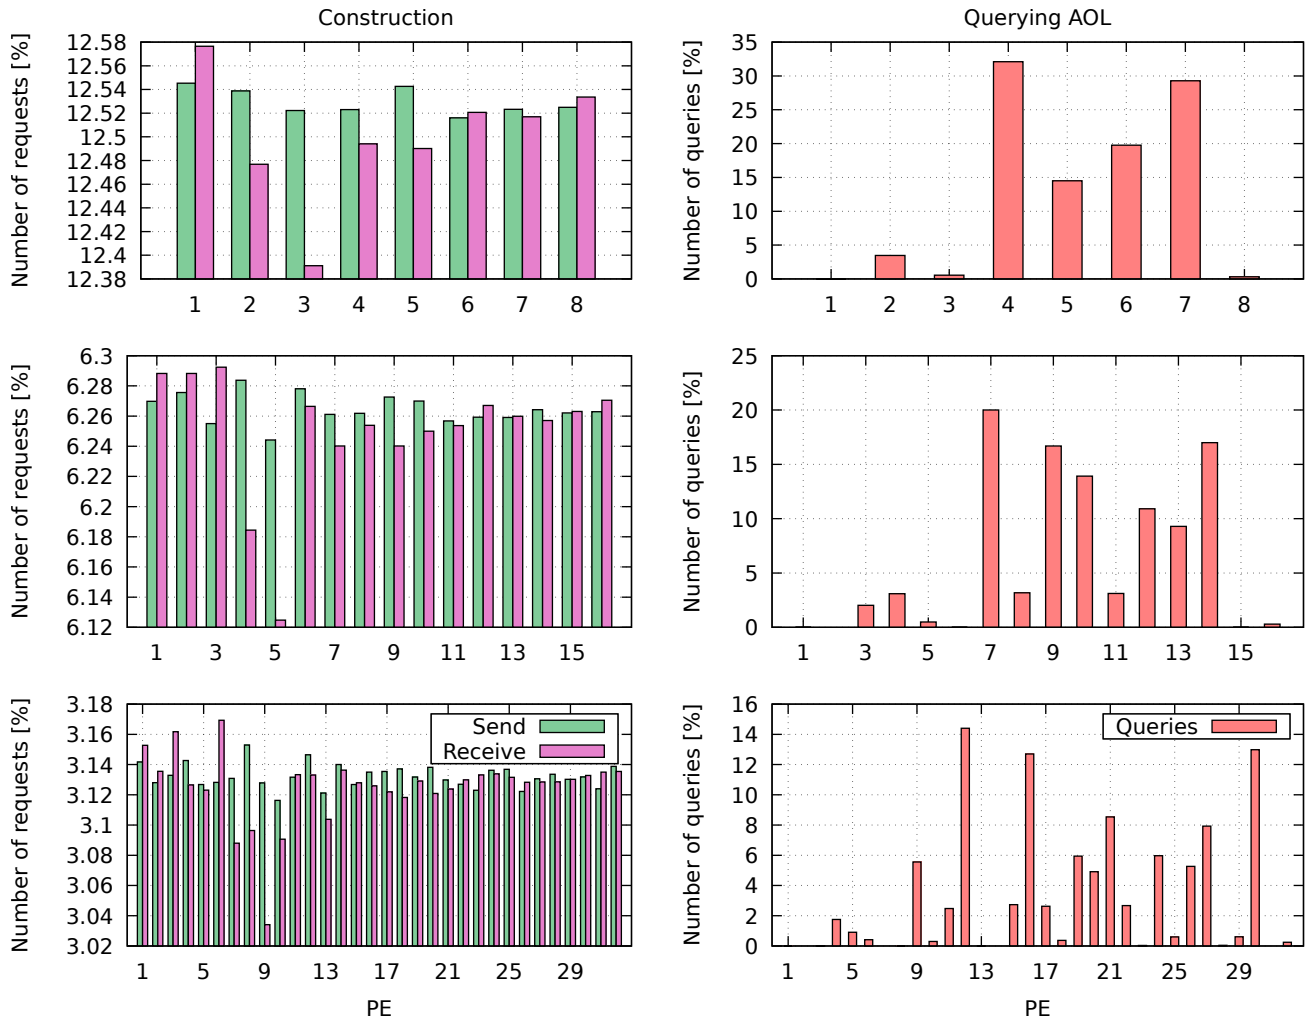 Construction
Number of requests [%]
12.58
12.56
12.54
12.52
12.5
12.48
12.46
12.44
12.42
12.4
12.38
1 2 3 4 5 6 7 8
Querying AOL
Number of queries [%]
35
30
25
20
15
10
5
0
1 2 3 4 5 6 7 8
Number of requests [%]
6.3
6.28
6.26
6.24
6.22
6.2
6.18
6.16
6.14
6.12
1 3 5 7 9 11 13 15
Number of queries [%]
25
20
15
10
5
0
1 3 5 7 9 11 13 15
Number of requests [%]
3.18
3.16
3.14
3.12
3.1
3.08
3.06
3.04
3.02
Send
Receive
1 5 9 13 17 21 25 29
PE
Number of queries [%]
16
14
12
10
8
6
4
2
0
Queries
1 5 9 13 17 21 25 29
PE